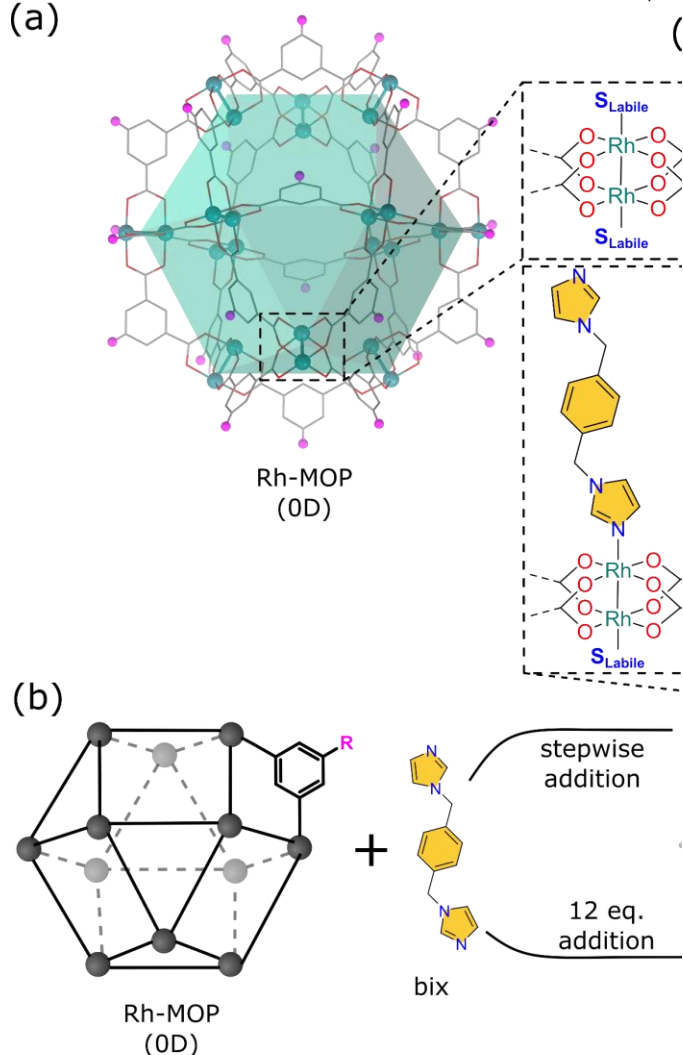 (a)
(
S Labile
O Rh O
O O
O Rh O
O O
S Labile
N
N
N
N
O Rh O
O O
O Rh O
O O
S Labile
Rh-MOP
(0D)
(b)
R
+
N
N
N
N
bix
stepwise
addition
12 eq.
addition
Rh-MOP
(0D)